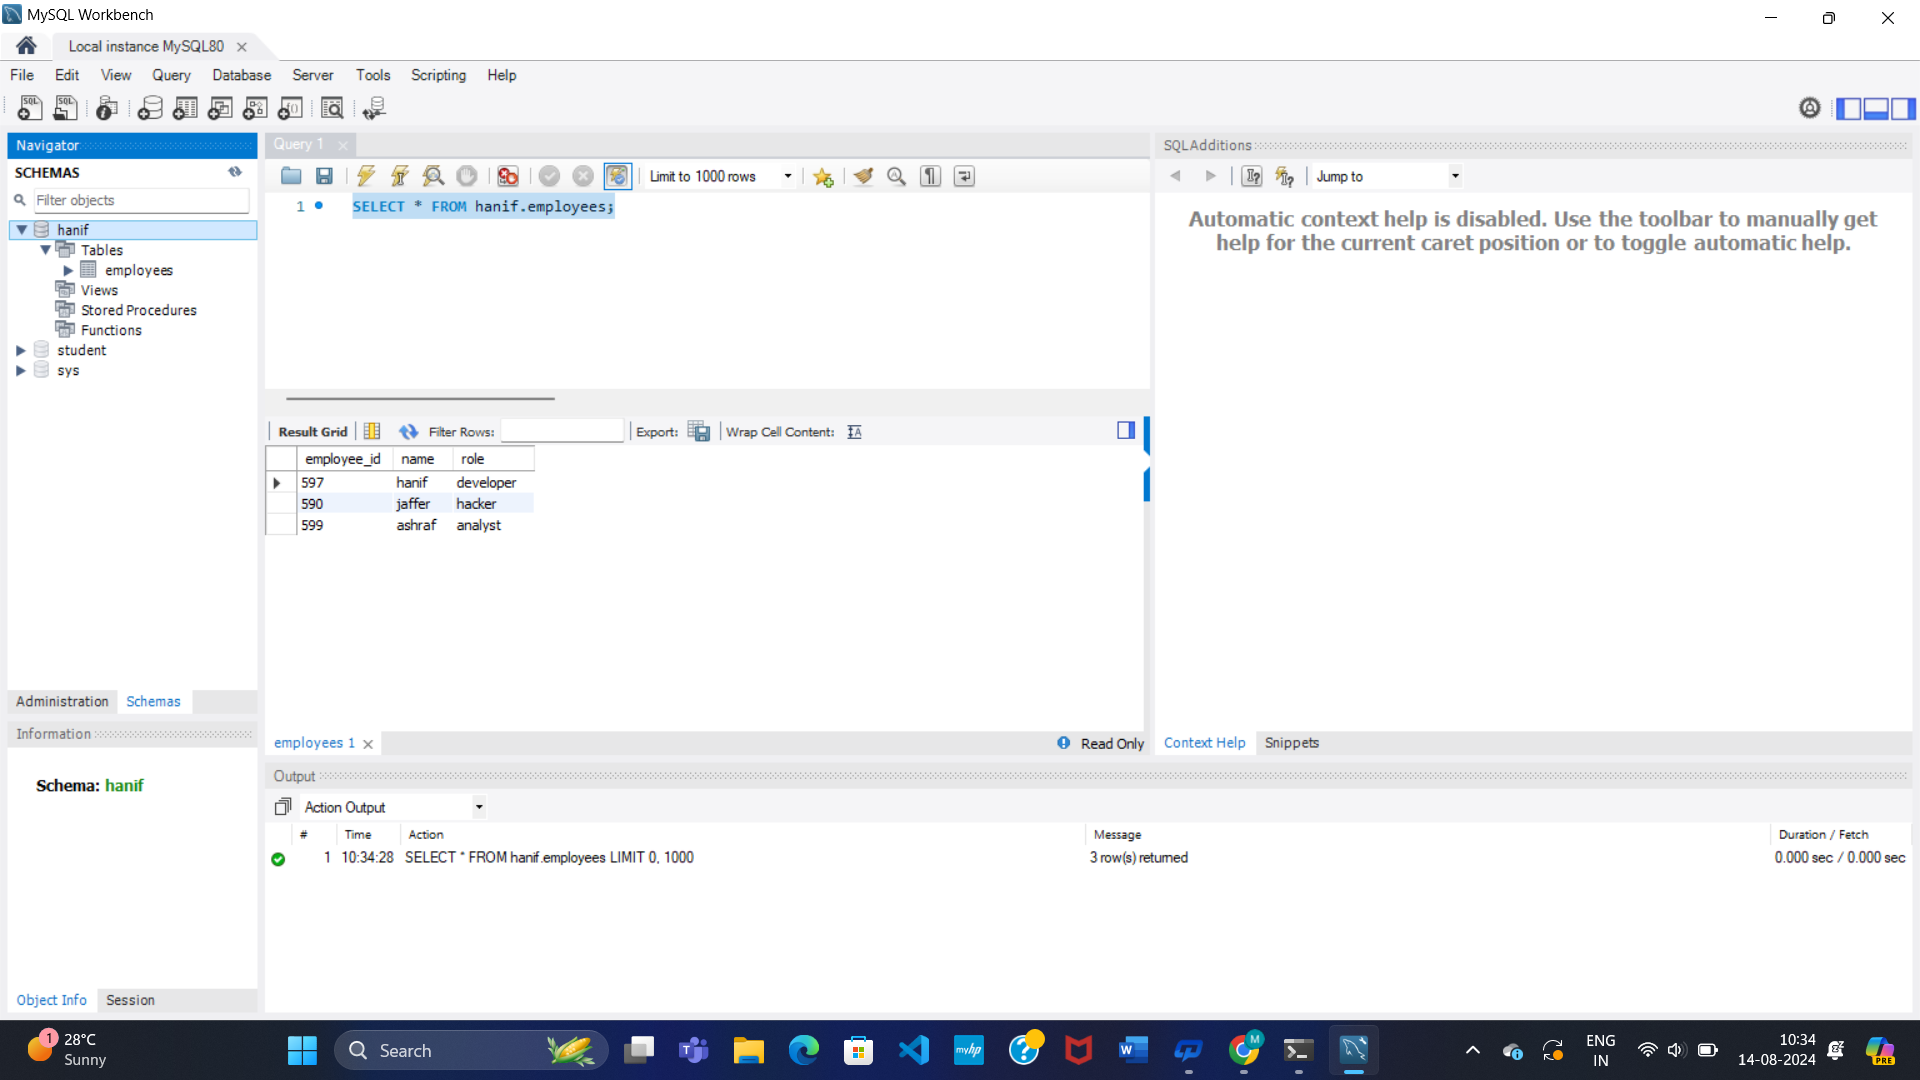 MySQL Workbench
Local instance MySQL80
File Edit View Query Database Server Tools Scripting Help
Navigator
SCHEMAS
Filter objects
hanif
Tables
employees
Views
Stored Procedures
Functions
student
sys
Administration Schemas
Information
Schema: hanif
Object Info Session
Query 1
Limit to 1000 rows
1 SELECT * FROM hanif.employees;
Result Grid Filter Rows: Export: Wrap Cell Content:
employee_id name role
597 hanif developer
590 jaffer hacker
599 ashraf analyst
employees 1 Read Only
SQLAdditions
Jump to
Automatic context help is disabled. Use the toolbar to manually get
help for the current caret position or to toggle automatic help.
Context Help Snippets
Output
Action Output
# Time Action Message Duration / Fetch
1 10:34:28 SELECT * FROM hanif.employees LIMIT 0, 1000 3 row(s) returned 0.000 sec / 0.000 sec
1 28°C
Sunny
Search
myhp
M
ENG
IN
10:34
14-08-2024
PRE